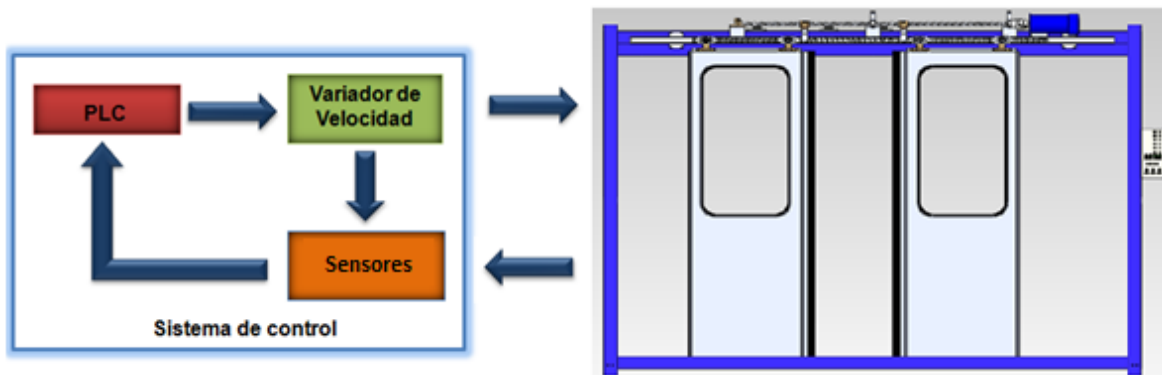 PLC
Variador de
Velocidad
Sensores
Sistema de control